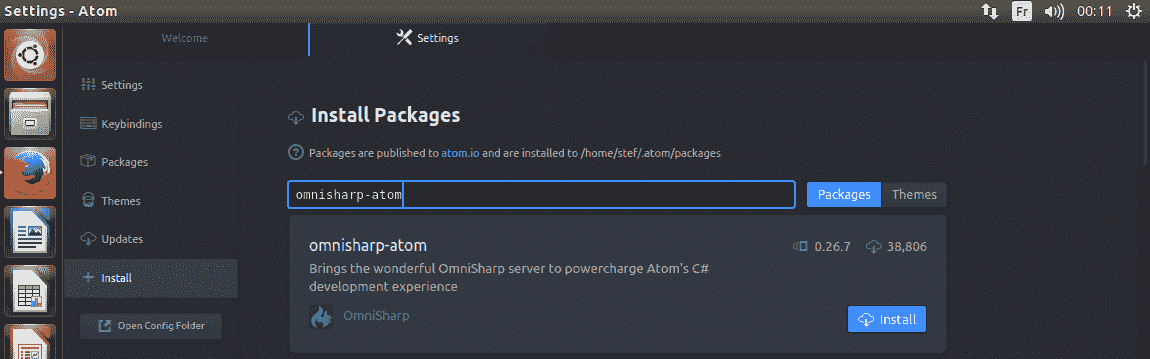 Settings - Atom
Fr
00:11
Welcome
Settings
Settings
Keybindings
Packages
Themes
Updates
Install
Open Config Folder
Install Packages
Packages are published to atom.io and are installed to /home/stef/.atom/packages
omnisharp-atom
Packages
Themes
omnisharp-atom
0.26.7
38,806
Brings the wonderful OmniSharp server to powercharge Atom's C#
development experience
OmniSharp
Install